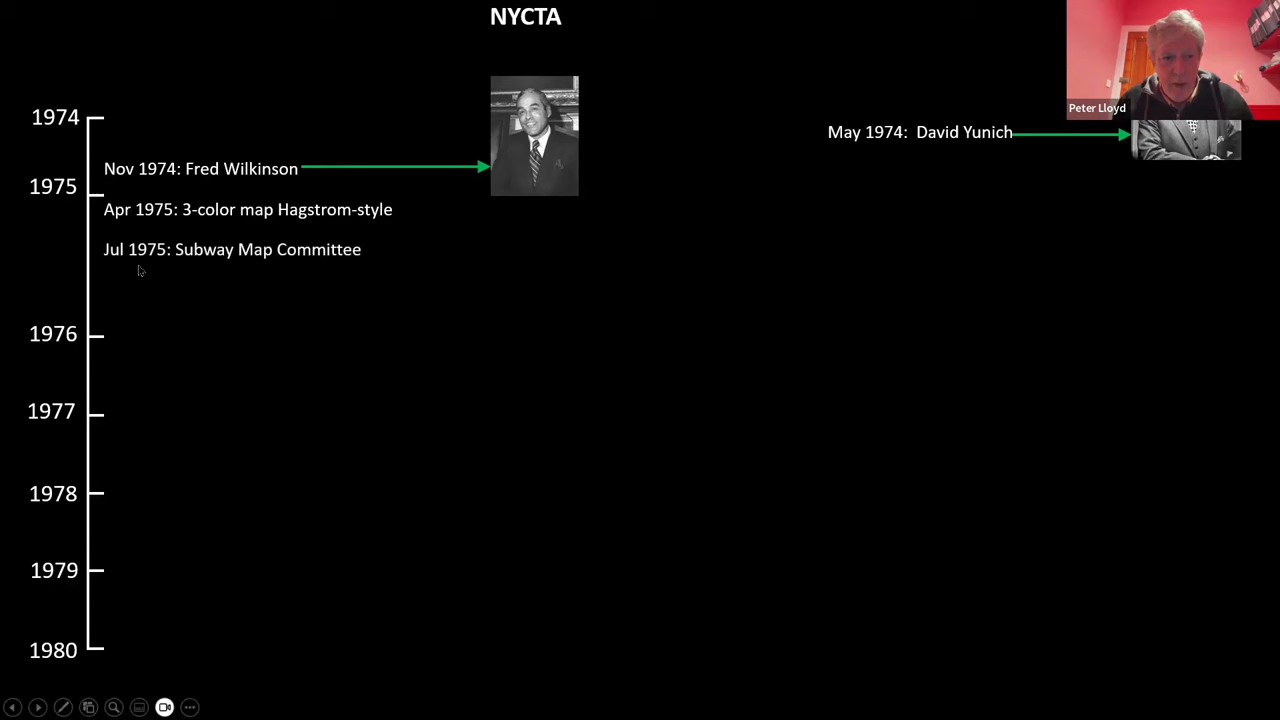 NYCTA
Peter Lloyd
1974
May 1974: David Yunich
Nov 1974: Fred Wilkinson
1975
Apr 1975: 3-color map Hagstrom-style
Jul 1975: Subway Map Committee
1976
1977
1978
1979
1980